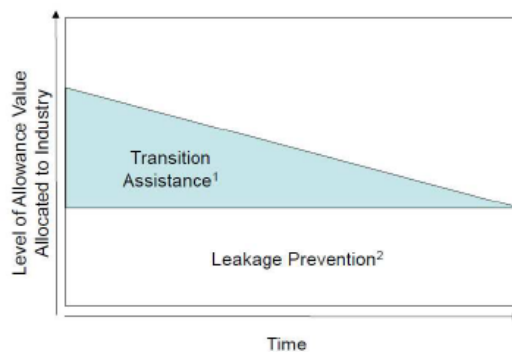 Level of Allowance Value
Allocated to Industry
Transition
Assistance¹
Leakage Prevention²
Time